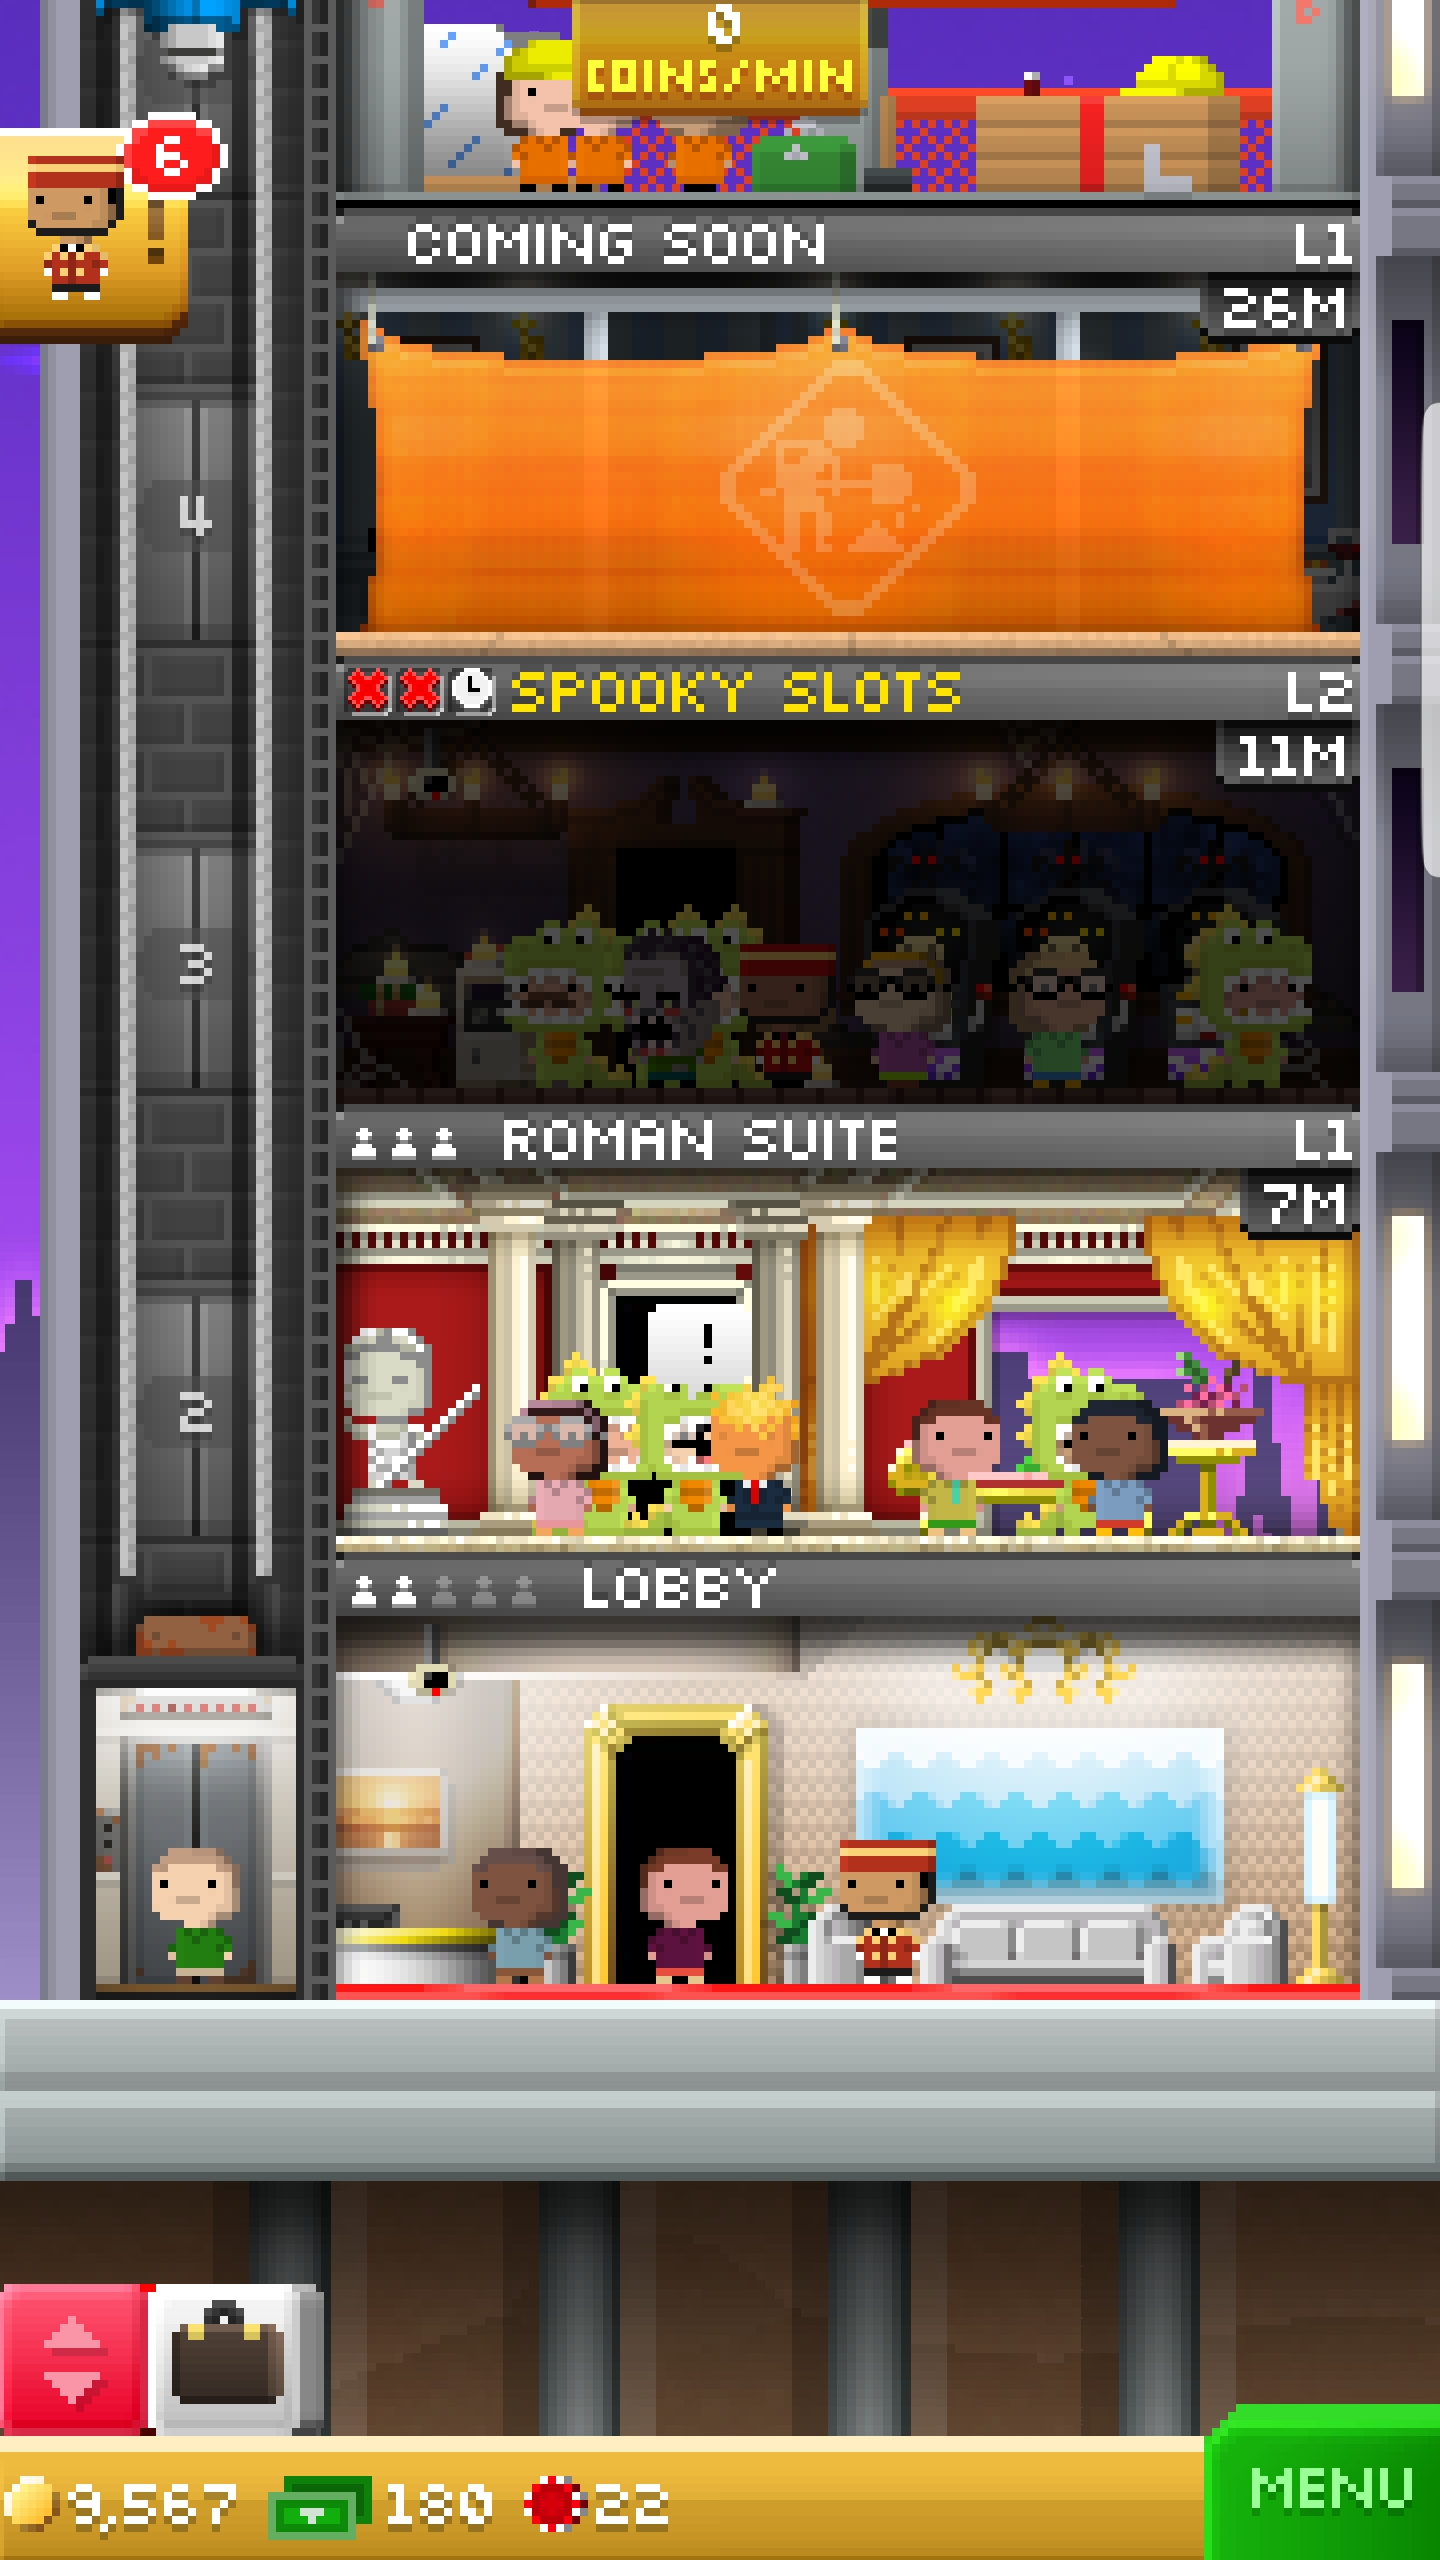 0
COINS/MIN
6
!
COMING SOON
L1
26M
4
SPOOKY SLOTS
L2
11M
3
ROMAN SUITE
L1
7M
!
2
LOBBY
9,567
180
22
MENU